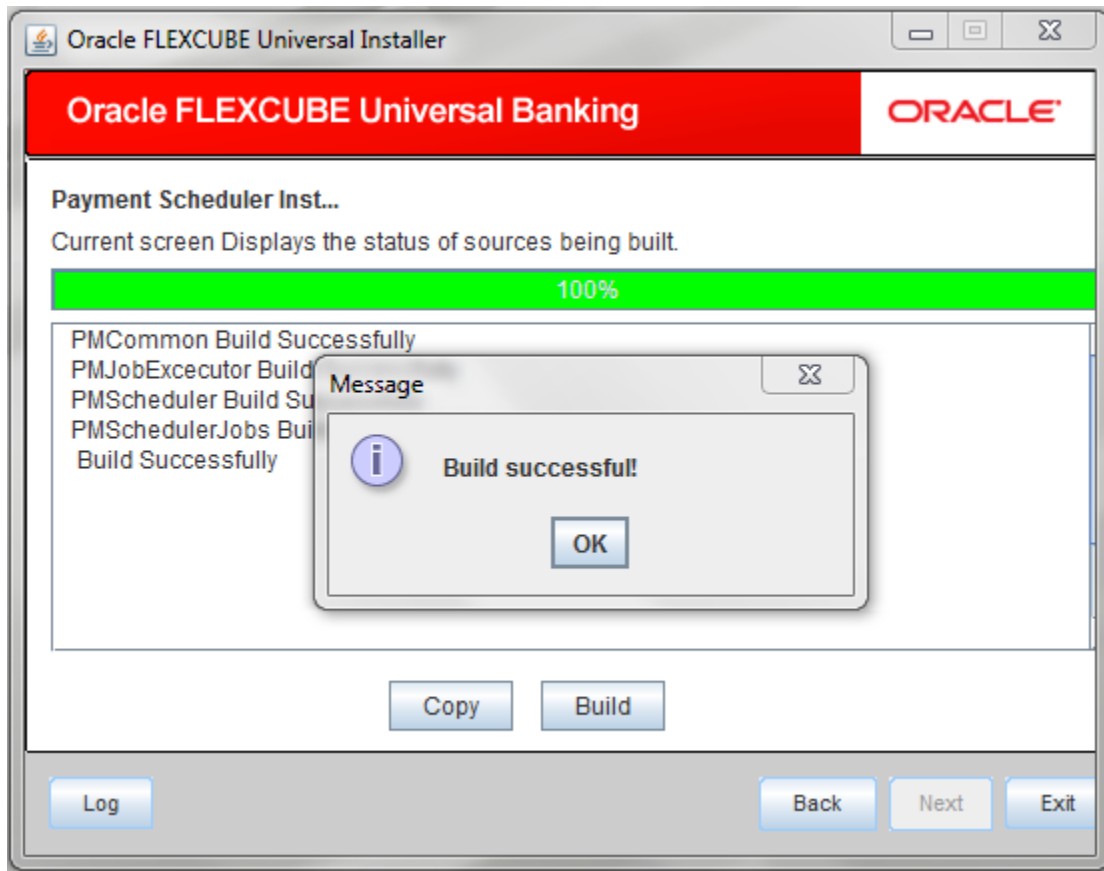 Oracle FLEXCUBE Universal Installer
Oracle FLEXCUBE Universal Banking
ORACLE
Payment Scheduler Inst...
Current screen Displays the status of sources being built.
100%
PMCommon Build Successfully
PMJobExcecutor Build
PMScheduler Build Su
PMSchedulerJobs Bui
Build Successfully
Message
Build successful!
OK
Copy
Build
Log
Back
Next
Exit